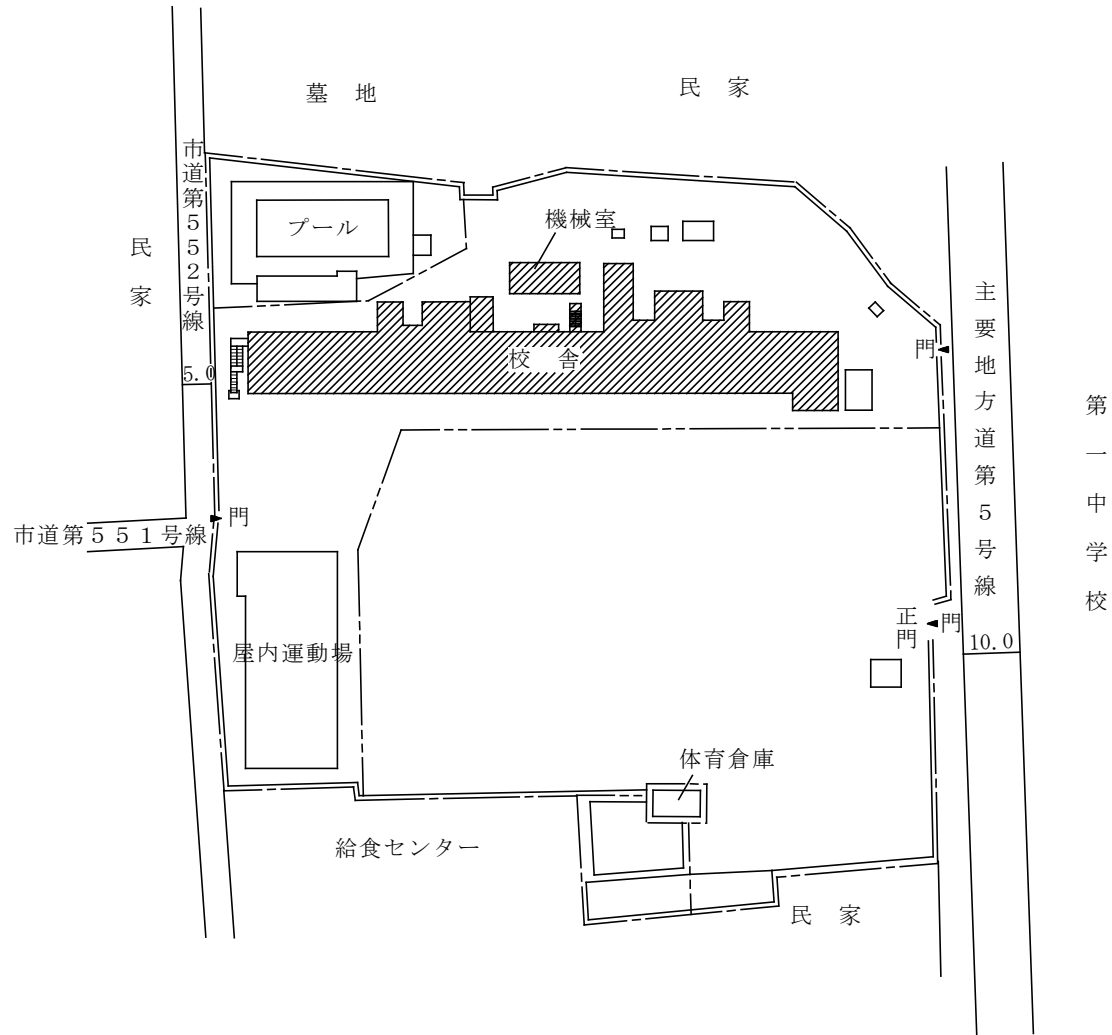 墓　地
民　家
市道第５５２号線
プール
機械室
民家
主要地方道第５号線
校　舎
門
5.0
第一中学校
門
市道第５５１号線
正門
門
10.0
屋内運動場
体育倉庫
給食センター
民　家